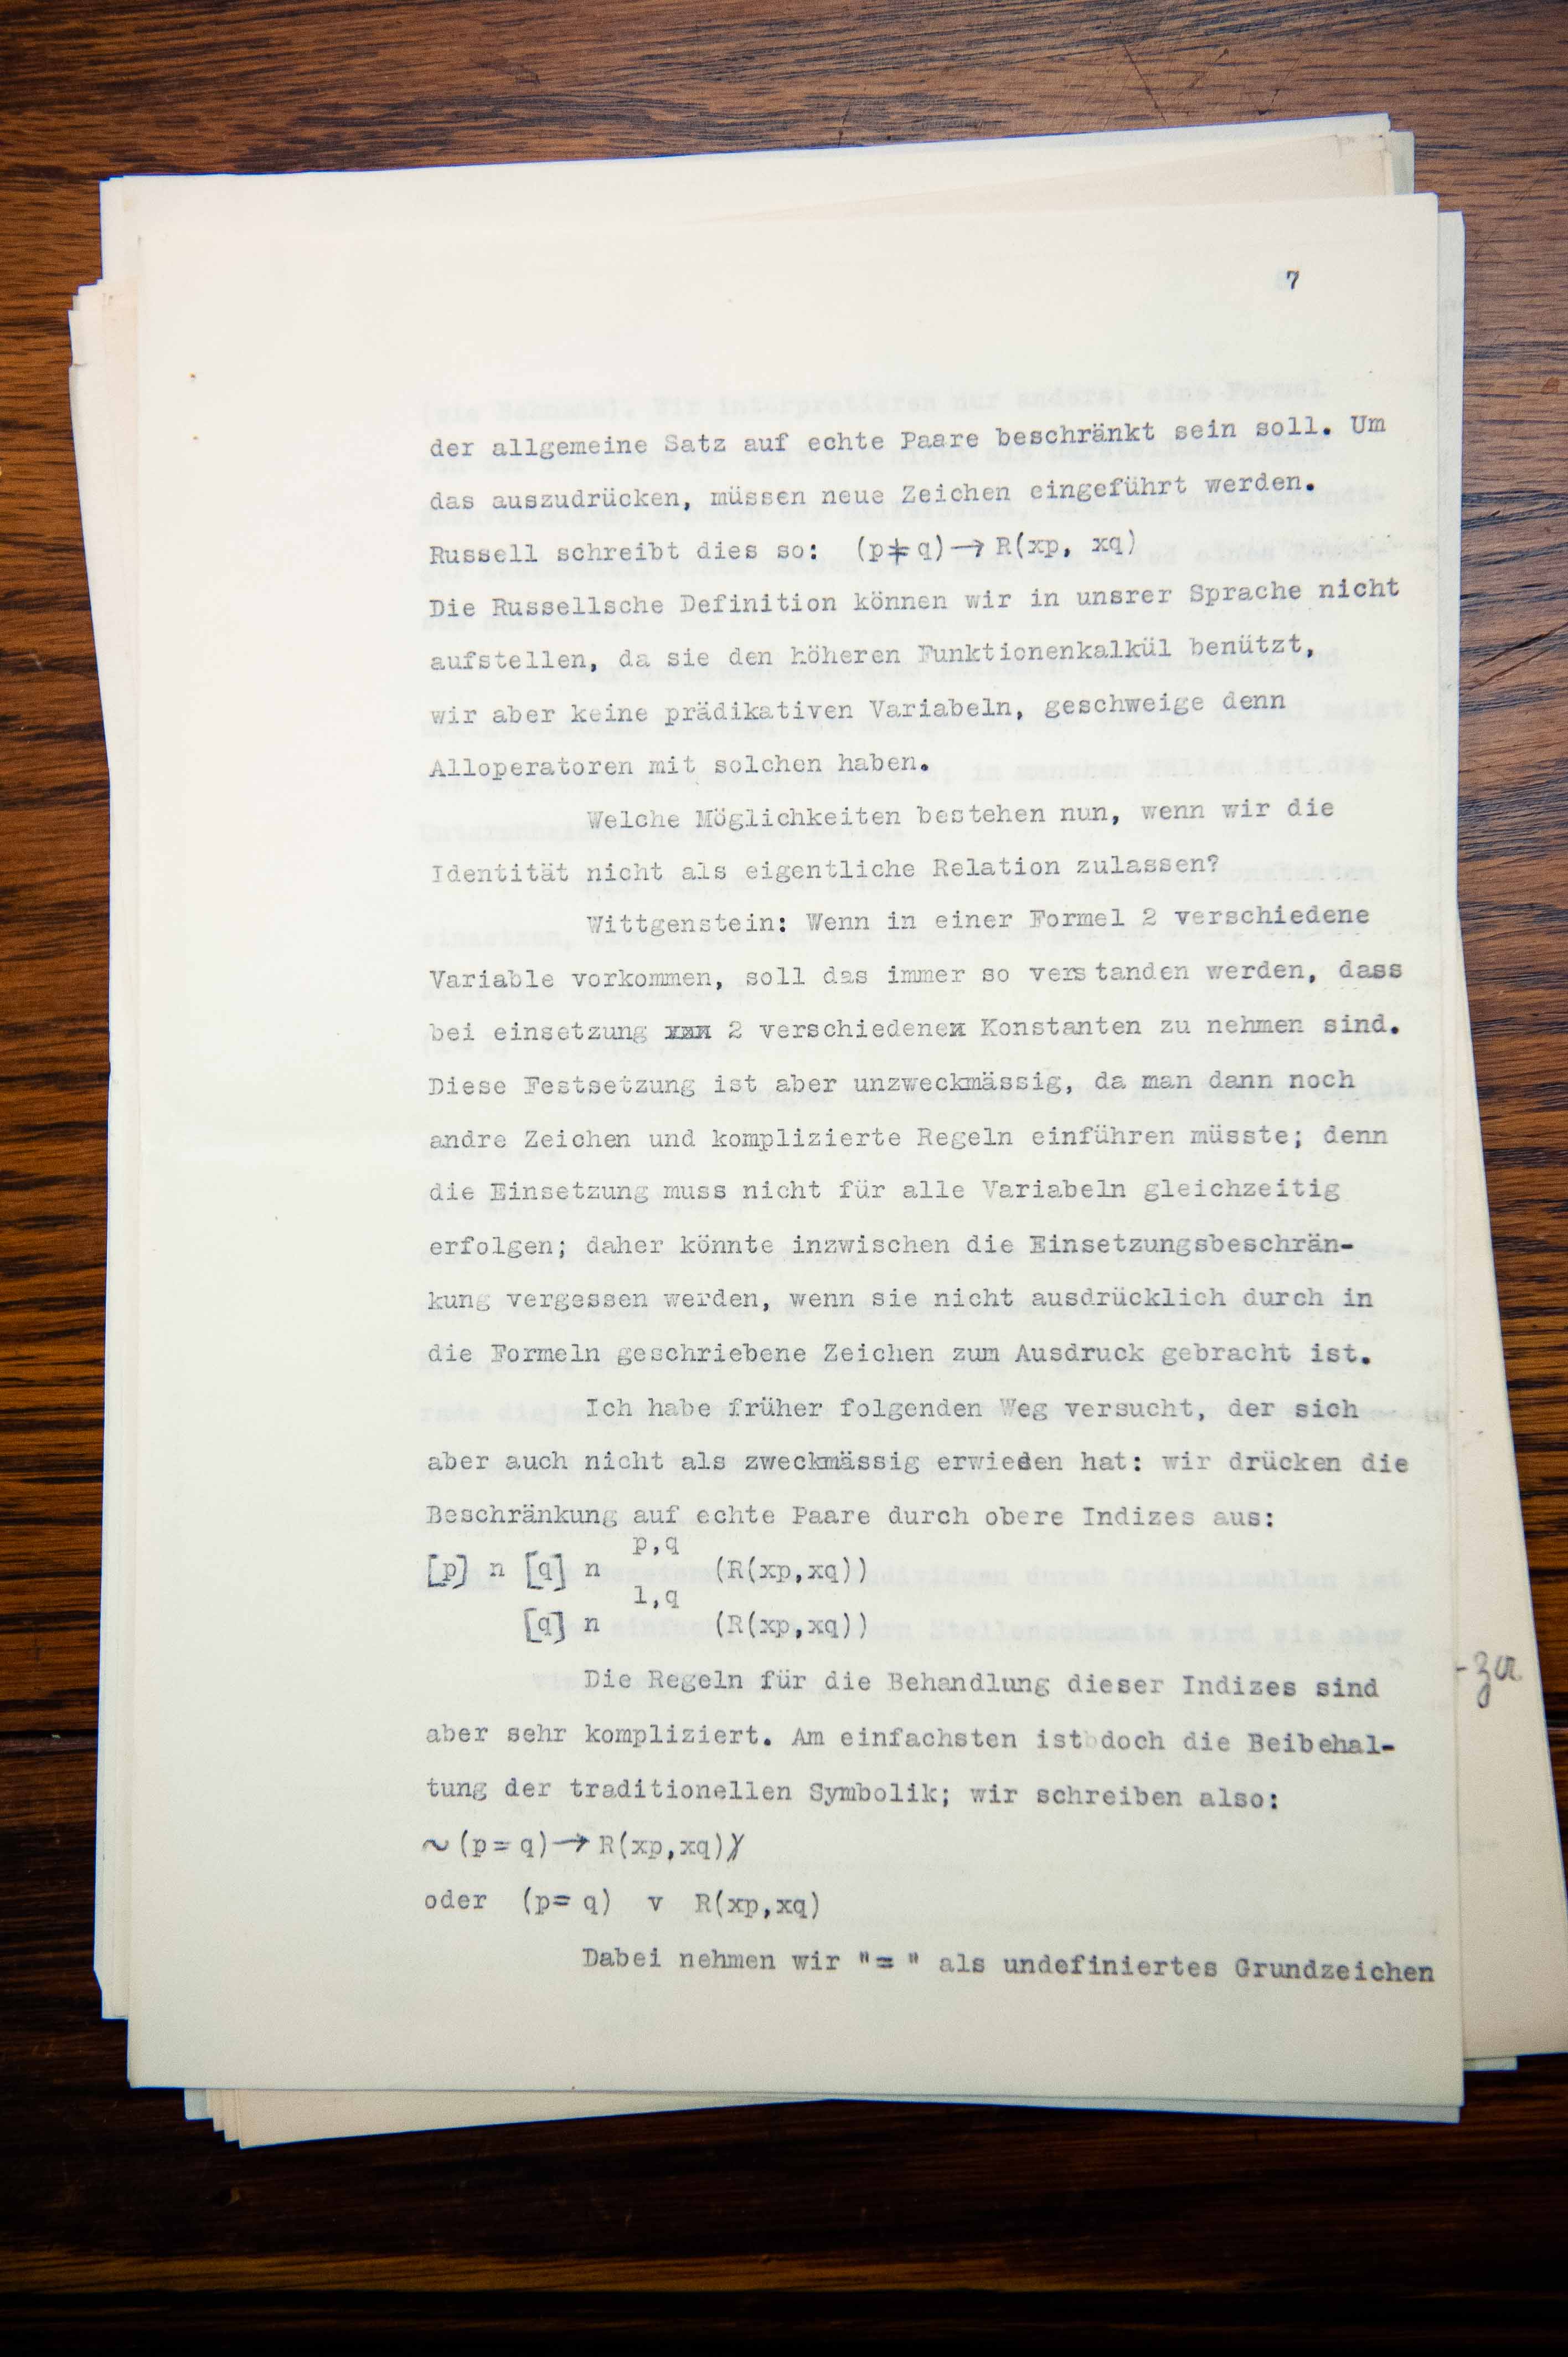 7
der allgemeine Satz auf echte Paare beschränkt sein soll. Um
das auszudrücken, müssen neue Zeichen eingeführt werden.
Russell schreibt dies so: (p ≠ q) → R(xp, xq)
Die Russellsche Definition können wir in unsrer Sprache nicht
aufstellen, da sie den höheren Funktionenkalkül benützt,
wir aber keine prädikativen Variabeln, geschweige denn
Alloperatoren mit solchen haben.
Welche Möglichkeiten bestehen nun, wenn wir die
Identität nicht als eigentliche Relation zulassen?
Wittgenstein: Wenn in einer Formel 2 verschiedene
Variable vorkommen, soll das immer so verstanden werden, dass
bei einsetzung 2 verschiedene Konstanten zu nehmen sind.
Diese Festsetzung ist aber unzweckmässig, da man dann noch
andre Zeichen und komplizierte Regeln einführen müsste; denn
die Einsetzung muss nicht für alle Variabeln gleichzeitig
erfolgen; daher könnte inzwischen die Einsetzungsbeschrän-
kung vergessen werden, wenn sie nicht ausdrücklich durch in
die Formeln geschriebene Zeichen zum Ausdruck gebracht ist.
Ich habe früher folgenden Weg versucht, der sich
aber auch nicht als zweckmässig erwiesen hat: wir drücken die
Beschränkung auf echte Paare durch obere Indizes aus:
p,q
[p] n [q] n (R(xp,xq))
1,q
[q] n (R(xp,xq))
Die Regeln für die Behandlung dieser Indizes sind
-za
aber sehr kompliziert. Am einfachsten ist doch die Beibehal-
tung der traditionellen Symbolik; wir schreiben also:
~(p = q) → R(xp,xq)
oder (p= q) v R(xp,xq)
Dabei nehmen wir "= " als undefiniertes Grundzeichen